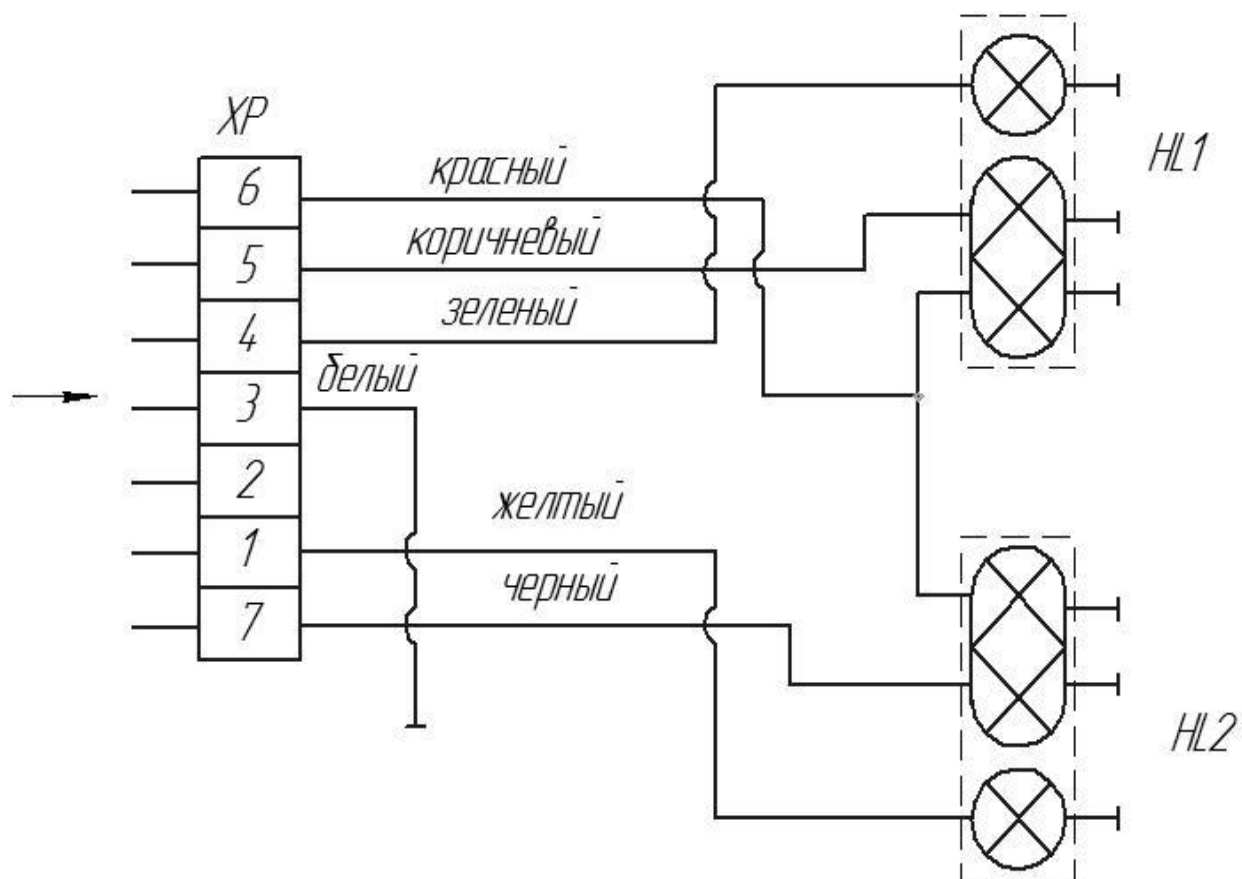 XP
6
красный
5
коричневый
4
зеленый
3
белый
2
1
желтый
7
черный
HL1
HL2